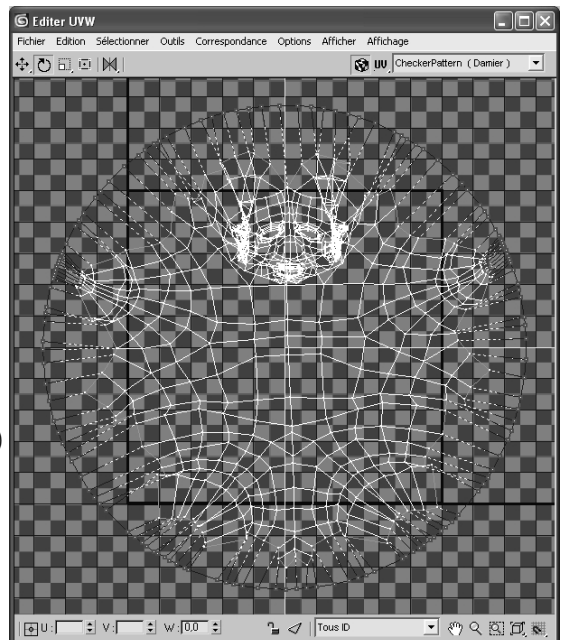 Editer UVW
Fichier Edition Sélectionner Outils Correspondance Options Afficher Affichage
UV CheckerPattern ( Damier )
U: V: W: 0,0 Tous ID